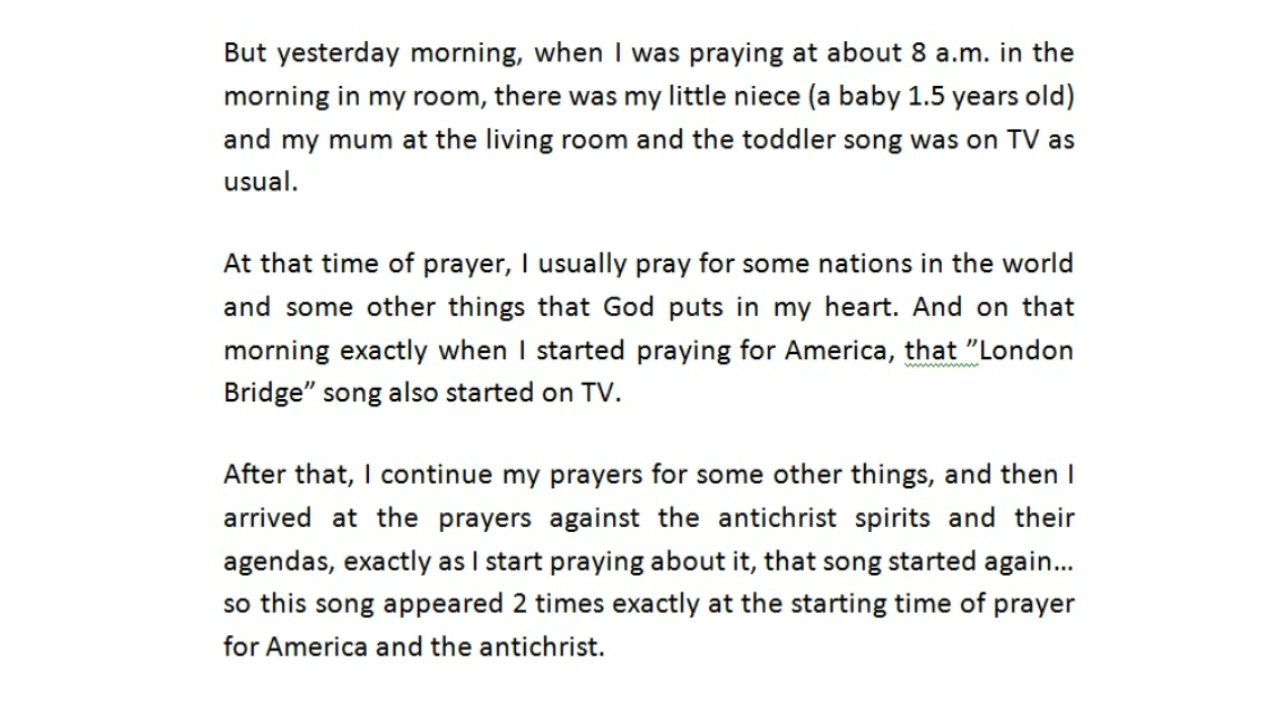 But yesterday morning, when I was praying at about 8 a.m. in the
morning in my room, there was my little niece (a baby 1.5 years old)
and my mum at the living room and the toddler song was on TV as
usual.
At that time of prayer, I usually pray for some nations in the world
and some other things that God puts in my heart. And on that
morning exactly when I started praying for America, that ”London
Bridge” song also started on TV.
After that, I continue my prayers for some other things, and then I
arrived at the prayers against the antichrist spirits and their
agendas, exactly as I start praying about it, that song started again…
so this song appeared 2 times exactly at the starting time of prayer
for America and the antichrist.